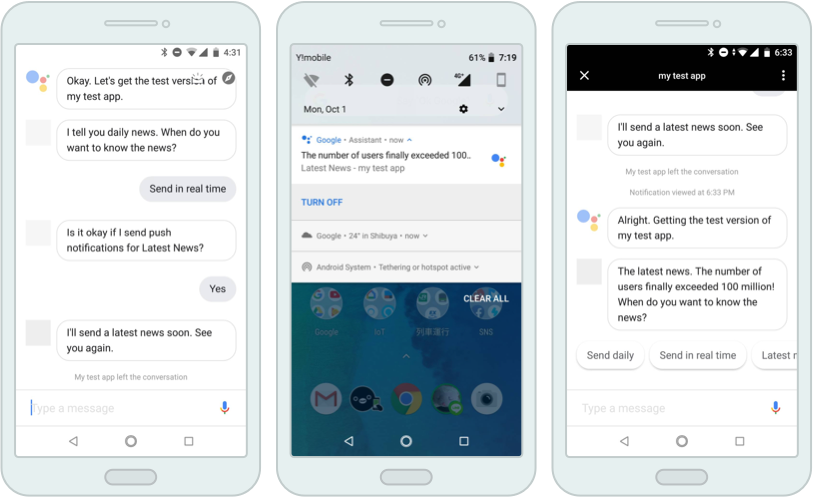 4:31
Okay. Let's get the test version of
my test app.
I tell you daily news. When do you
want to know the news?
Send in real time
Is it okay if I send push
notifications for Latest News?
Yes
I'll send a latest news soon. See
you again.
My test app left the conversation
Type a message
Y!mobile
61% 7:19
4G+
Mon, Oct 1
Google • Assistant • now
The number of users finally exceeded 100..
Latest News - my test app
TURN OFF
Google • 24° in Shibuya • now
Android System • Tethering or hotspot active
CLEAR ALL
Google
IoT
列車運行
SNS
6:33
my test app
I'll send a latest news soon. See
you again.
My test app left the conversation
Notification viewed at 6:33 PM
Alright. Getting the test version of
my test app.
The latest news. The number of
users finally exceeded 100 million!
When do you want to know the
news?
Send daily
Send in real time
Latest n
Type a message